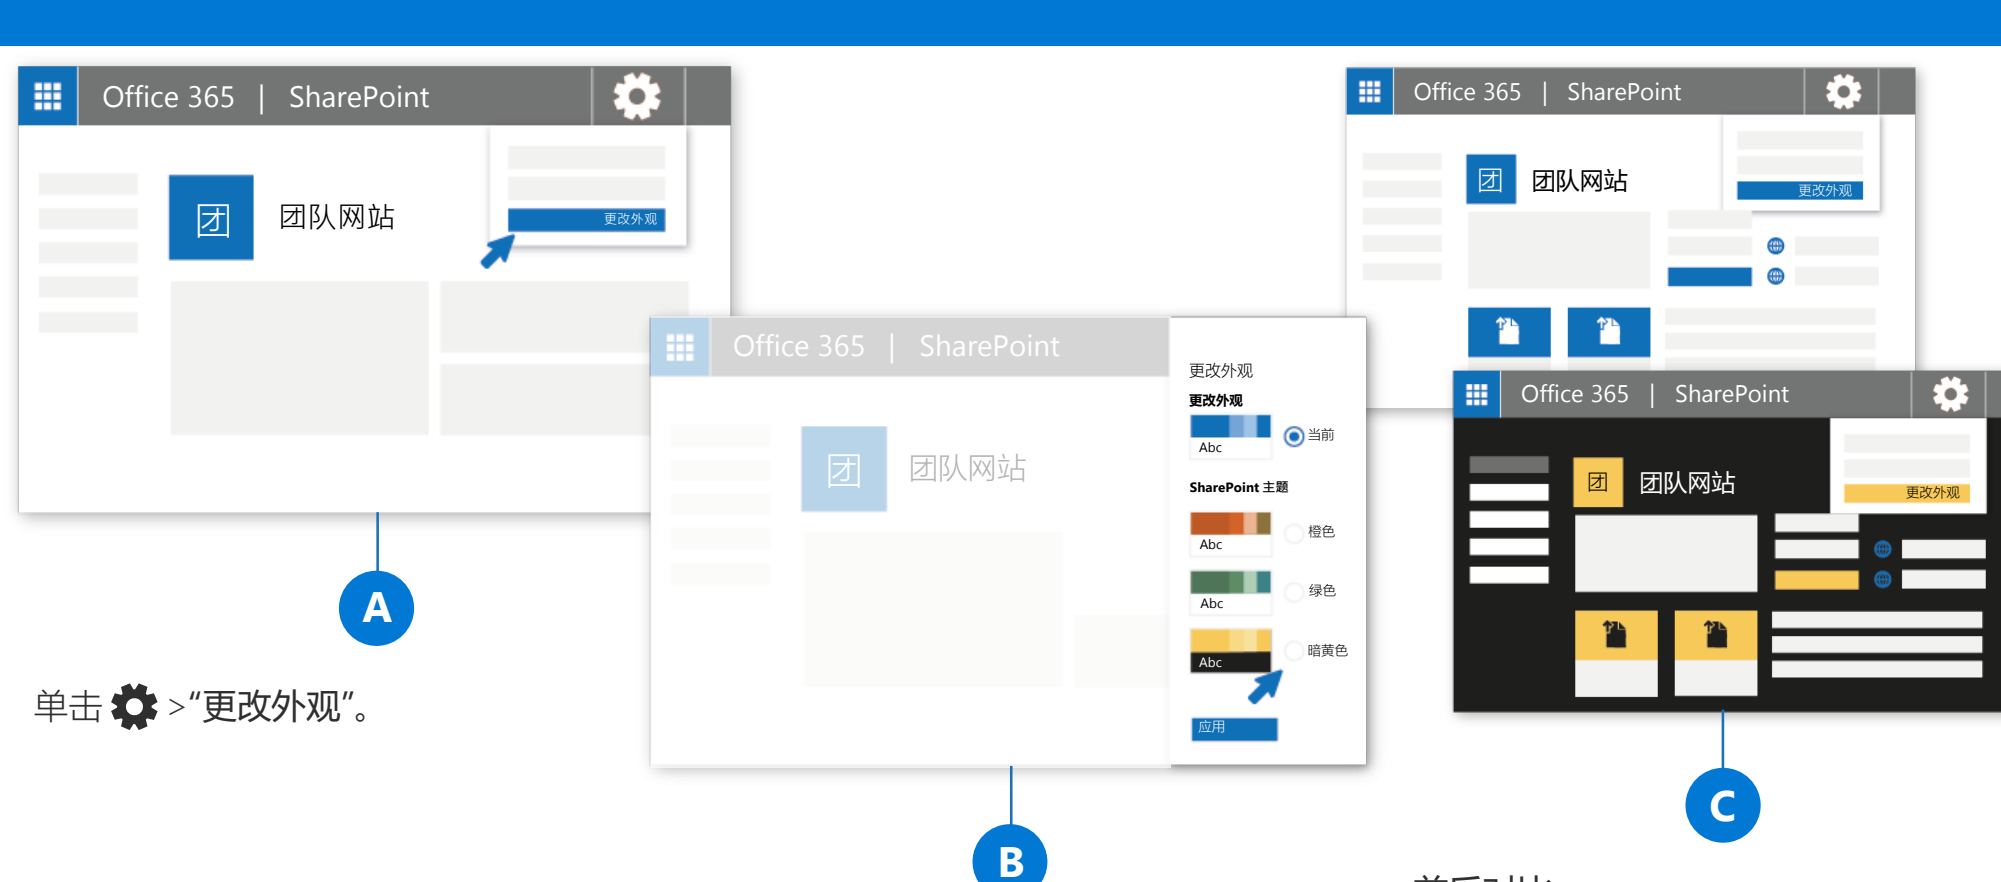 Office 365 | SharePoint
团 团队网站
更改外观
A
单击 >“更改外观”。
Office 365 | SharePoint
团 团队网站
更改外观
更改外观
Abc 当前
SharePoint 主题
Abc 橙色
Abc 绿色
Abc 暗黄色
应用
B
Office 365 | SharePoint
团 团队网站
更改外观
Office 365 | SharePoint
团 团队网站
更改外观
C